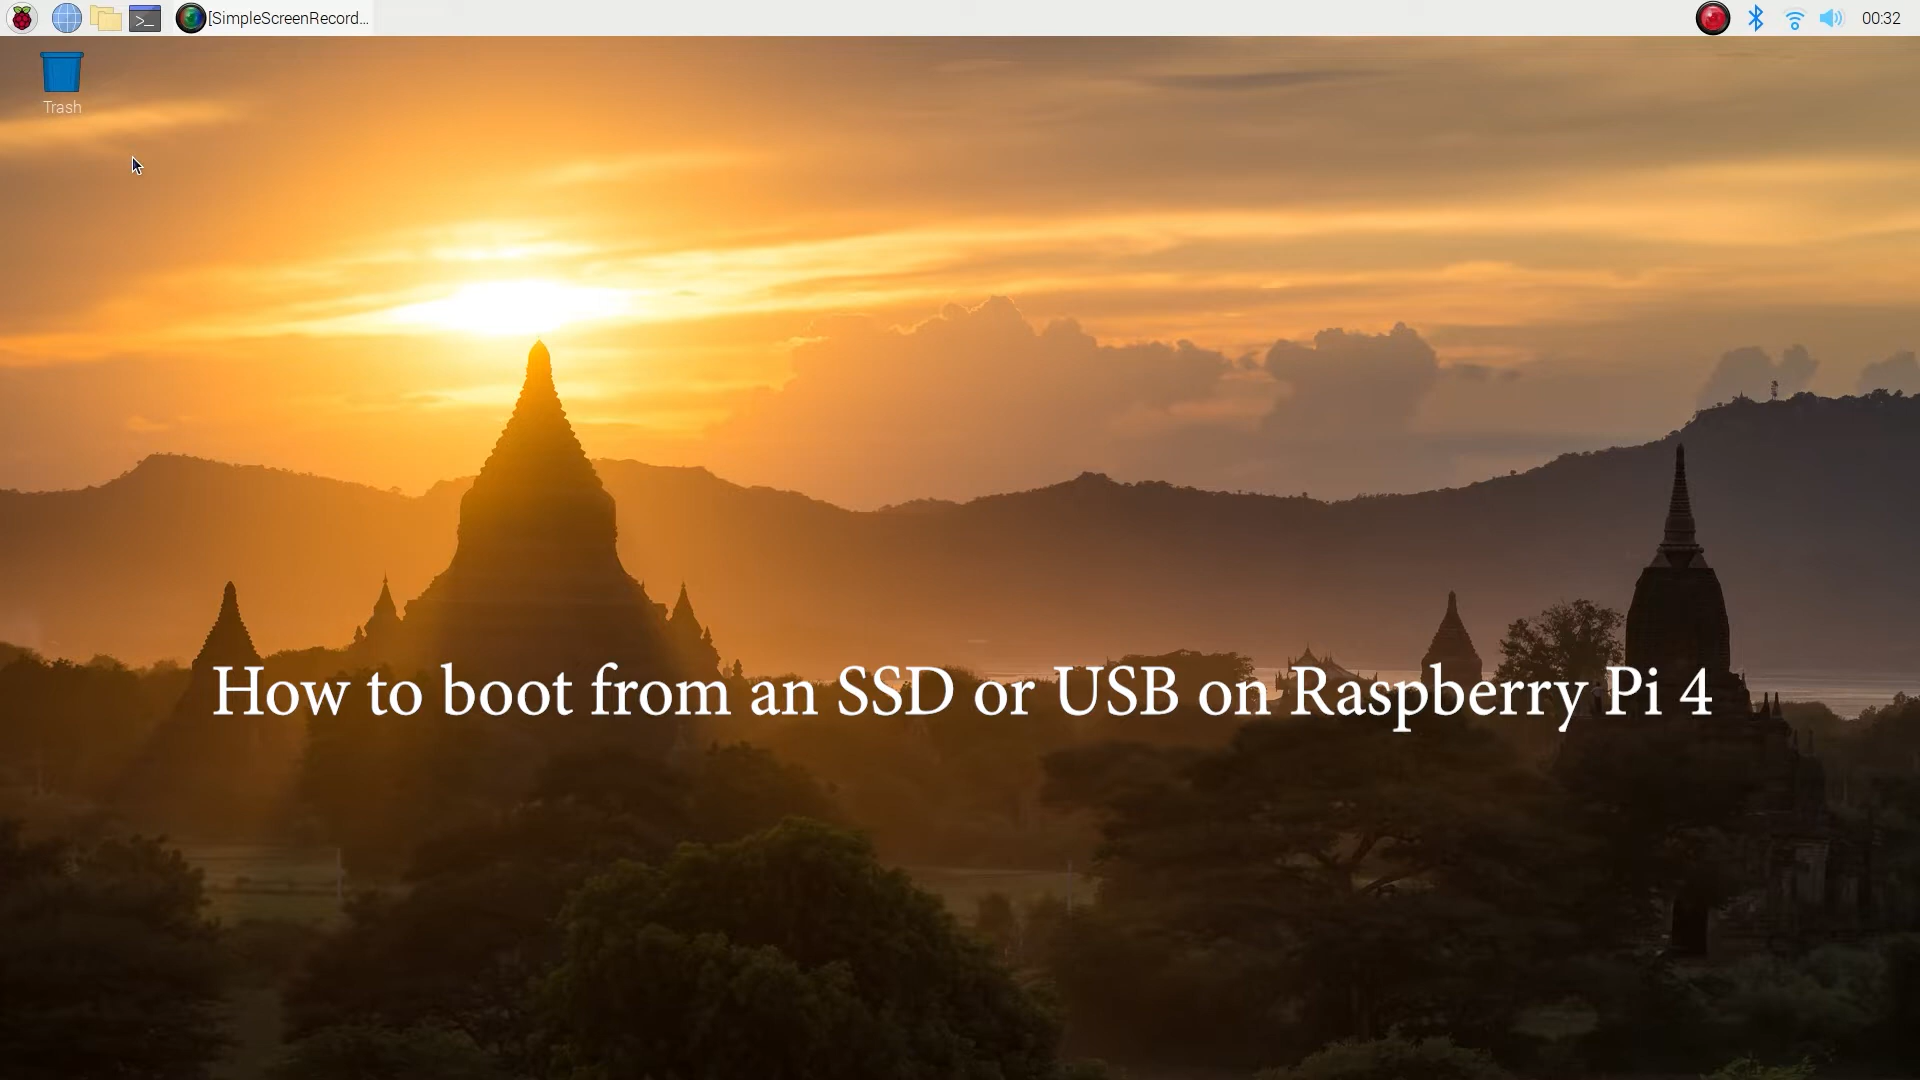 [SimpleScreenRecord...
00:32
Trash
How to boot from an SSD or USB on Raspberry Pi 4